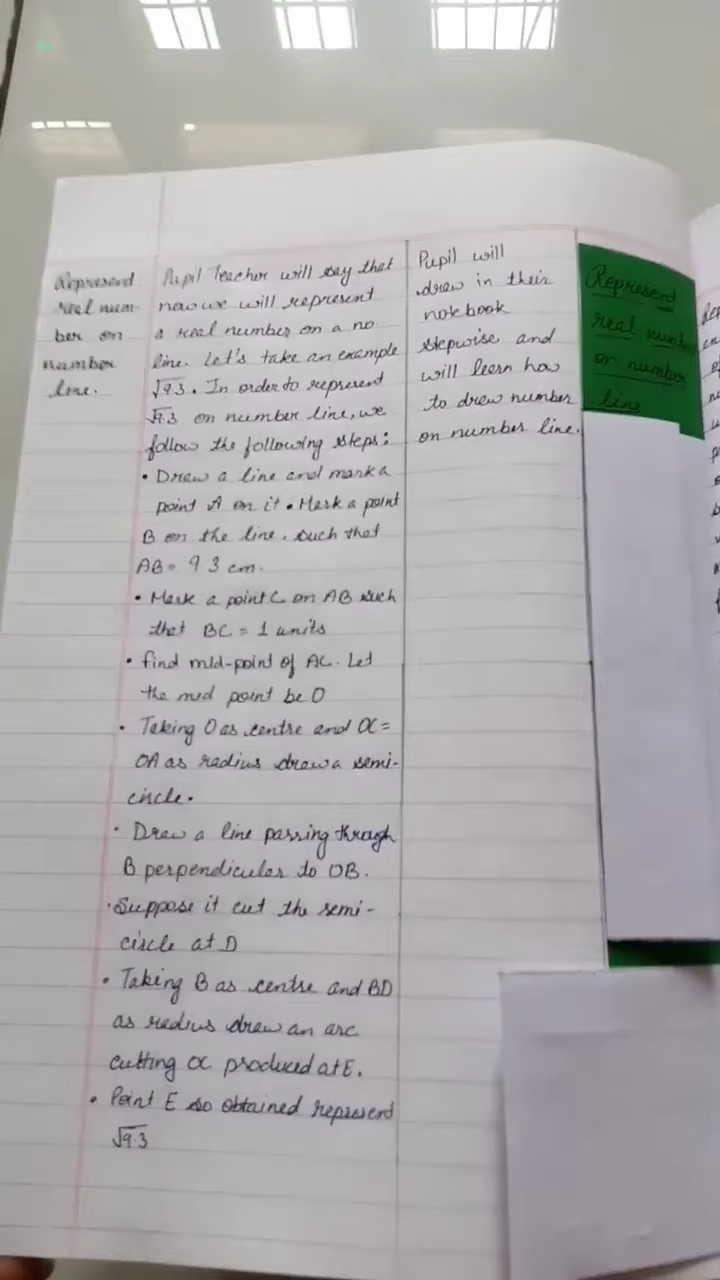 Represent
real num-
ber on
number
line.
Pupil Teacher will say that
now we will represent
a real number on a no
line. Let's take an example
√9.3. In order to represent
√9.3 on number line, we
follow the following steps:
• Draw a line and mark a
point A on it. Mark a point
B on the line, such that
AB = 9 3 cm.
• Mark a point C on AB such
that BC = 1 units
• find mid-point of AC. Let
the mid point be O
• Taking O as centre and OC =
OA as radius draw a semi-
circle.
• Draw a line passing through
B perpendicular to OB.
• Suppose it cut the semi-
circle at D
• Taking B as centre and BD
as radius draw an arc
cutting OC produced at E.
• Point E so obtained represent
√9.3
Pupil will
draw in their
notebook
stepwise and
will learn how
to draw number
on number line.
Represent
real numbe
on number
line